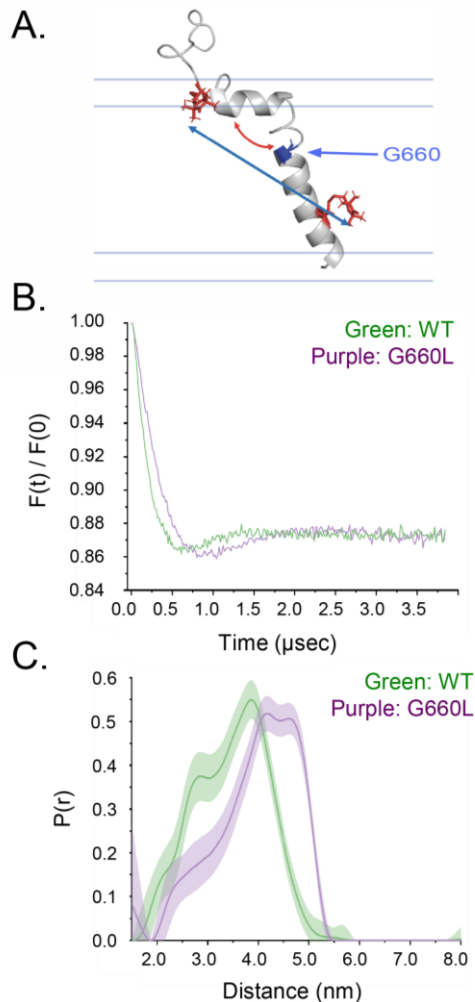 A.
G660
B.
Green: WT
Purple: G660L
1.00
0.98
0.96
0.94
0.92
0.90
0.88
0.86
0.84
F(t) / F(0)
0.0 0.5 1.0 1.5 2.0 2.5 3.0 3.5
Time (μsec)
C.
Green: WT
Purple: G660L
0.6
0.5
0.4
0.3
0.2
0.1
0.0
P(r)
2.0 3.0 4.0 5.0 6.0 7.0 8.0
Distance (nm)